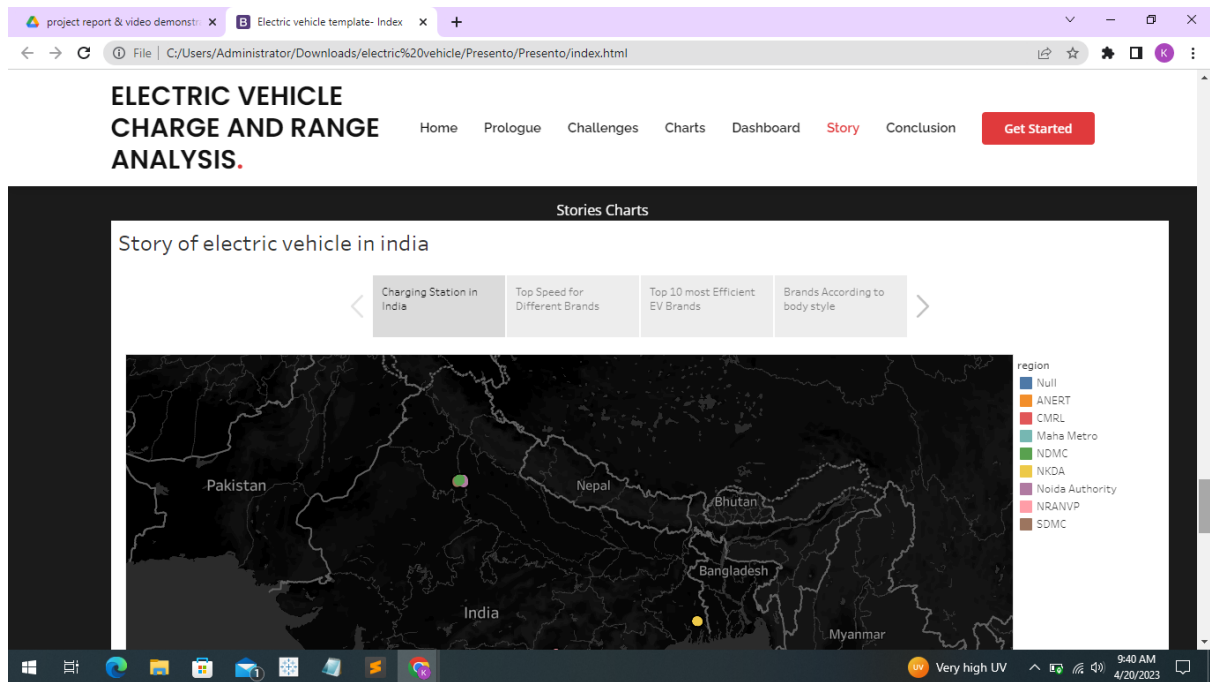 project report & video demonstr
Electric vehicle template- Index
File
C:/Users/Administrator/Downloads/electric%20vehicle/Presento/Presento/index.html
K
ELECTRIC VEHICLE
CHARGE AND RANGE
ANALYSIS.
Home Prologue Challenges Charts Dashboard Story Conclusion Get Started
Stories Charts
Story of electric vehicle in india
Charging Station in
India
Top Speed for
Different Brands
Top 10 most Efficient
EV Brands
Brands According to
body style
Pakistan
Nepal
Bhutan
Bangladesh
India
Myanmar
region
Null
ANERT
CMRL
Maha Metro
NDMC
NKDA
Noida Authority
NRANVP
SDMC
UV Very high UV
9:40 AM
4/20/2023